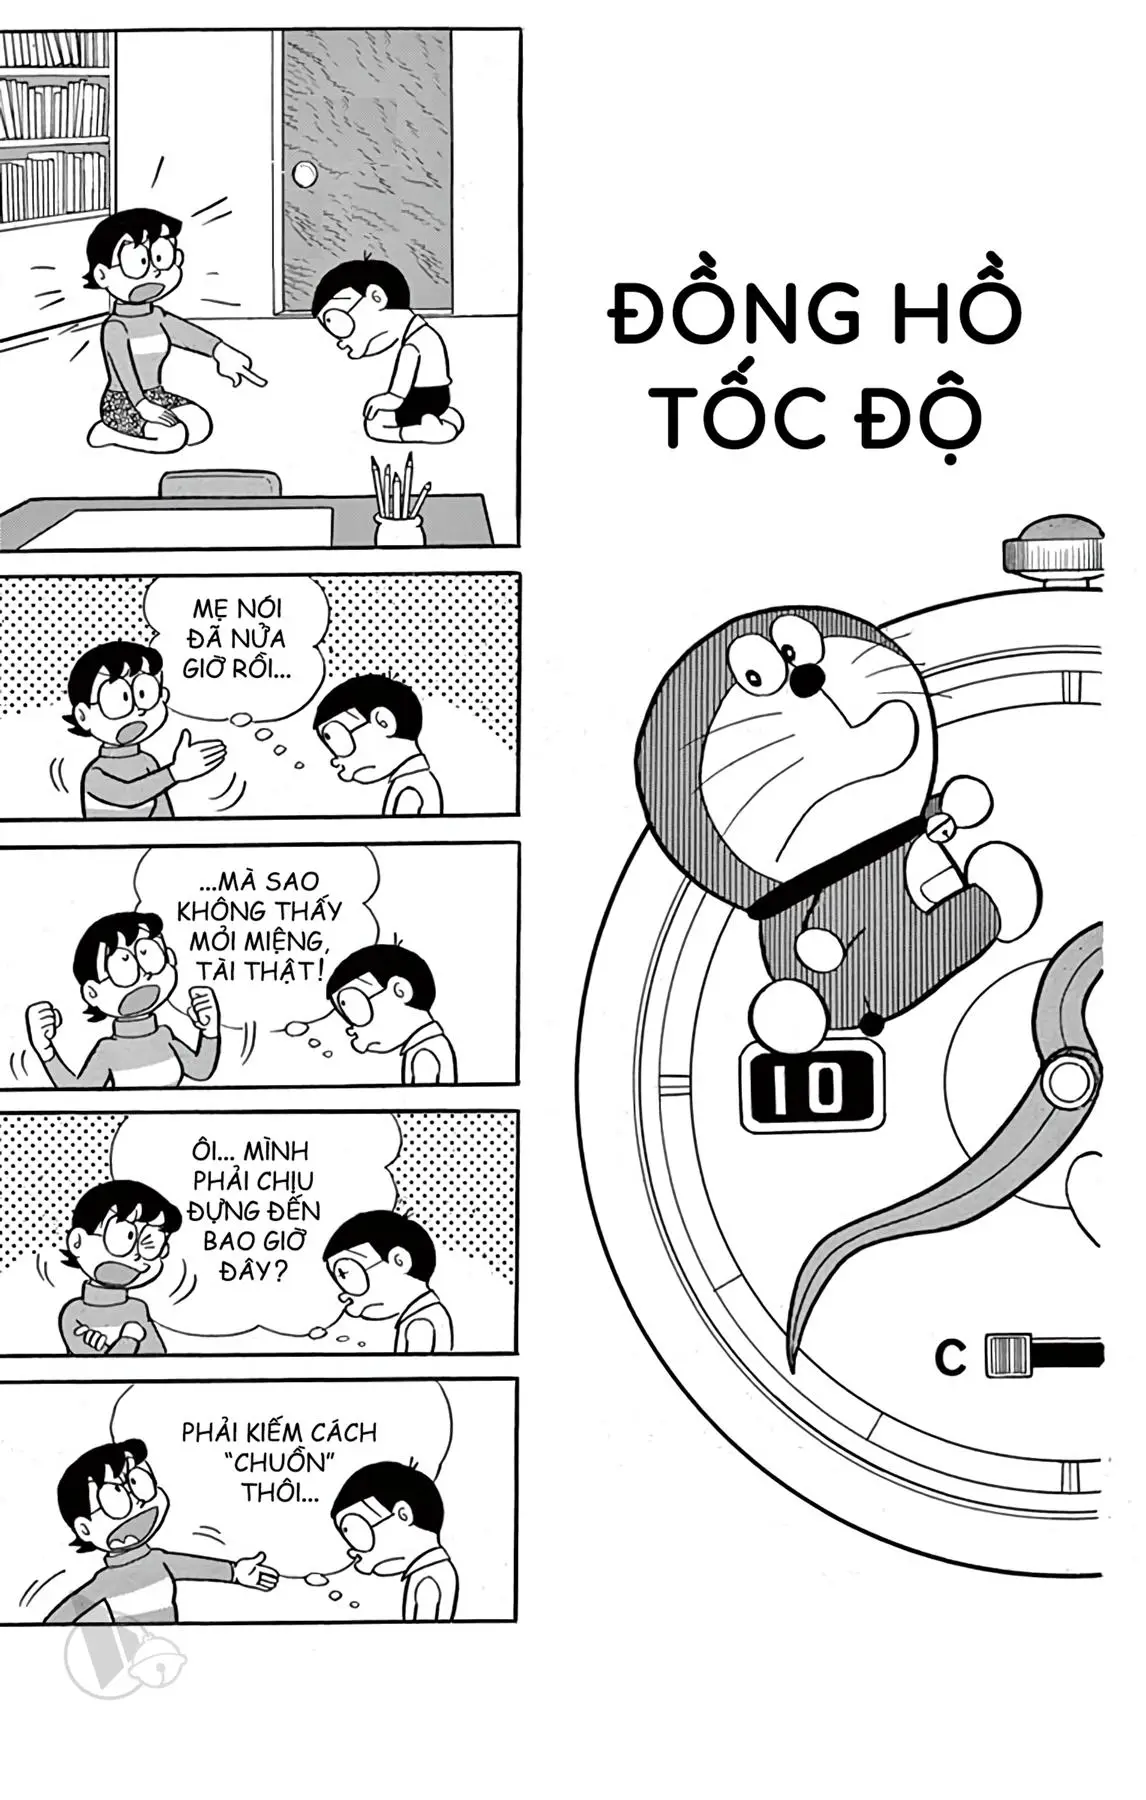 ĐỒNG HỒ
TỐC ĐỘ
10
C
MẸ NÓI
ĐÃ NỬA
GIỜ RỒI...
...MÀ SAO
KHÔNG THẤY
MỎI MIỆNG,
TÀI THẬT!
ÔI... MÌNH
PHẢI CHỊU
ĐỰNG ĐẾN
BAO GIỜ
ĐÂY?
PHẢI KIẾM CÁCH
"CHUỒN"
THÔI...